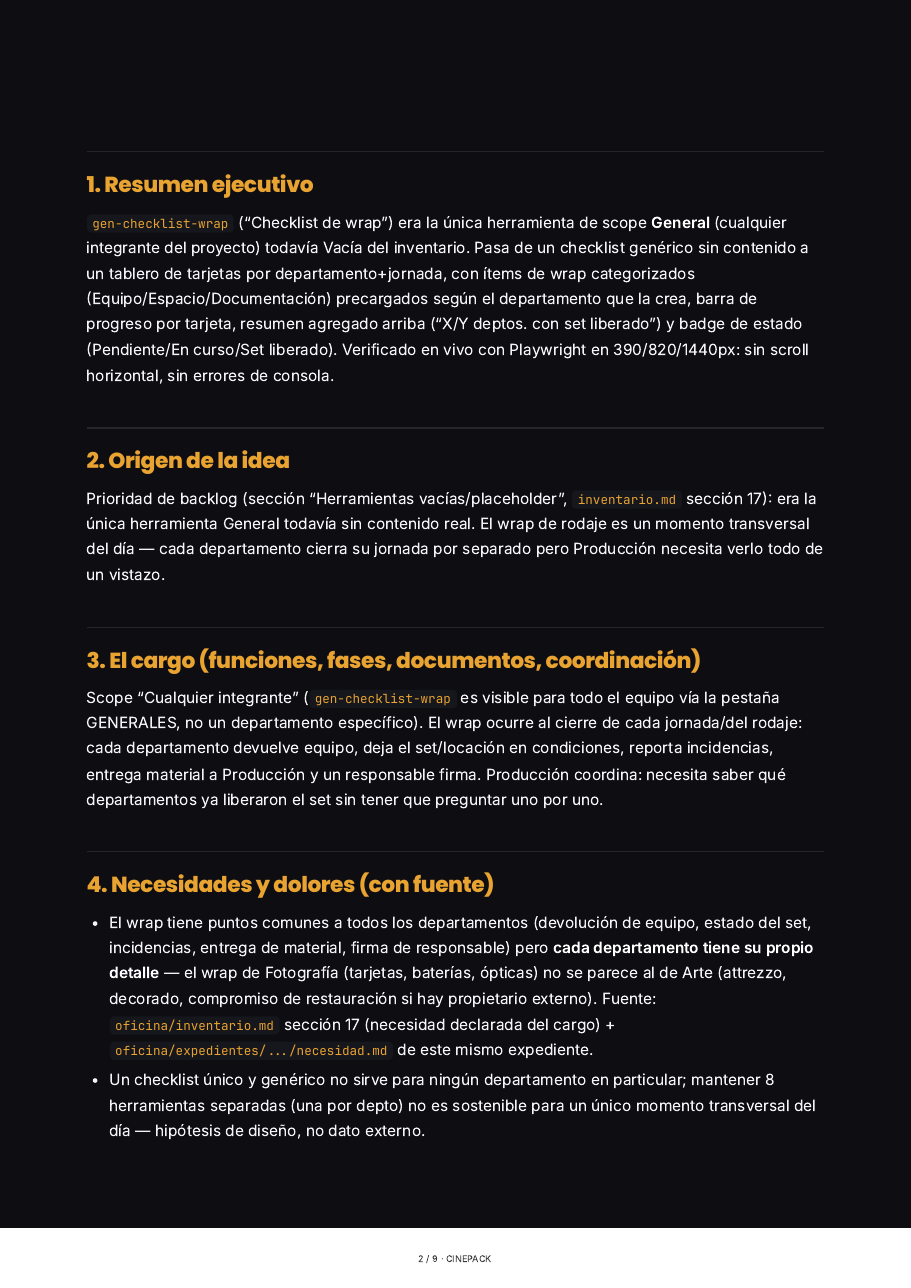 1. Resumen ejecutivo
gen-checklist-wrap (“Checklist de wrap”) era la única herramienta de scope General (cualquier
integrante del proyecto) todavía Vacía del inventario. Pasa de un checklist genérico sin contenido a
un tablero de tarjetas por departamento+jornada, con ítems de wrap categorizados
(Equipo/Espacio/Documentación) precargados según el departamento que la crea, barra de
progreso por tarjeta, resumen agregado arriba (“X/Y deptos. con set liberado”) y badge de estado
(Pendiente/En curso/Set liberado). Verificado en vivo con Playwright en 390/820/1440px: sin scroll
horizontal, sin errores de consola.
2. Origen de la idea
Prioridad de backlog (sección “Herramientas vacías/placeholder”, inventario.md sección 17): era la
única herramienta General todavía sin contenido real. El wrap de rodaje es un momento transversal
del día — cada departamento cierra su jornada por separado pero Producción necesita verlo todo de
un vistazo.
3. El cargo (funciones, fases, documentos, coordinación)
Scope “Cualquier integrante” (gen-checklist-wrap es visible para todo el equipo vía la pestaña
GENERALES, no un departamento específico). El wrap ocurre al cierre de cada jornada/del rodaje:
cada departamento devuelve equipo, deja el set/locación en condiciones, reporta incidencias,
entrega material a Producción y un responsable firma. Producción coordina: necesita saber qué
departamentos ya liberaron el set sin tener que preguntar uno por uno.
4. Necesidades y dolores (con fuente)
• El wrap tiene puntos comunes a todos los departamentos (devolución de equipo, estado del set,
incidencias, entrega de material, firma de responsable) pero cada departamento tiene su propio
detalle — el wrap de Fotografía (tarjetas, baterías, ópticas) no se parece al de Arte (attrezzo,
decorado, compromiso de restauración si hay propietario externo). Fuente:
oficina/inventario.md sección 17 (necesidad declarada del cargo) +
oficina/expedientes/.../necesidad.md de este mismo expediente.
• Un checklist único y genérico no sirve para ningún departamento en particular; mantener 8
herramientas separadas (una por depto) no es sostenible para un único momento transversal del
día — hipótesis de diseño, no dato externo.
2 / 9 · CINEPACK